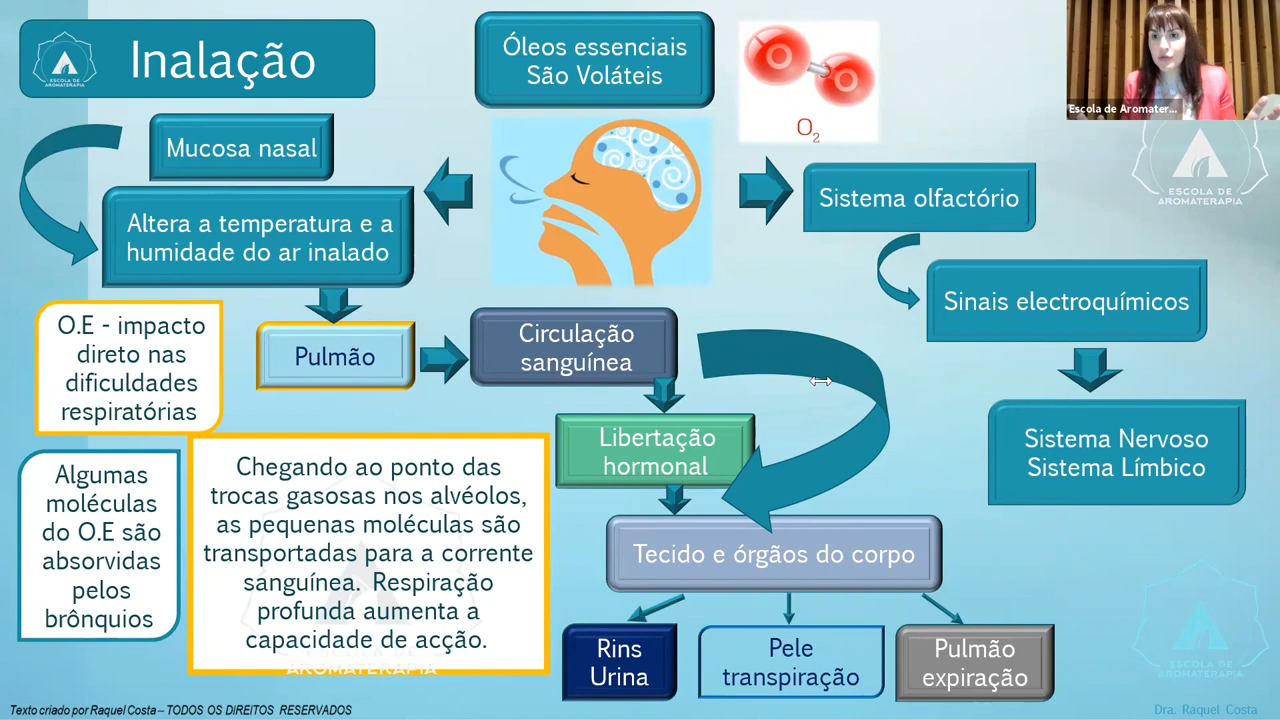 ESCOLA DE
AROMATERAPIA
Inalação
Óleos essenciais
São Voláteis
O2
Escola de Aromater...
ESCOLA DE
AROMATERAPIA
Mucosa nasal
Altera a temperatura e a
humidade do ar inalado
Sistema olfactório
Sinais electroquímicos
O.E - impacto
direto nas
dificuldades
respiratórias
Pulmão
Circulação
sanguínea
Libertação
hormonal
Sistema Nervoso
Sistema Límbico
Algumas
moléculas
do O.E são
absorvidas
pelos
brônquios
Chegando ao ponto das
trocas gasosas nos alvéolos,
as pequenas moléculas são
transportadas para a corrente
sanguínea. Respiração
profunda aumenta a
capacidade de acção.
ESCOLA DE
AROMATERAPIA
Tecido e órgãos do corpo
Rins
Urina
Pele
transpiração
Pulmão
expiração
ESCOLA DE
AROMATERAPIA
Texto criado por Raquel Costa – TODOS OS DIREITOS RESERVADOS
Dra. Raquel Costa